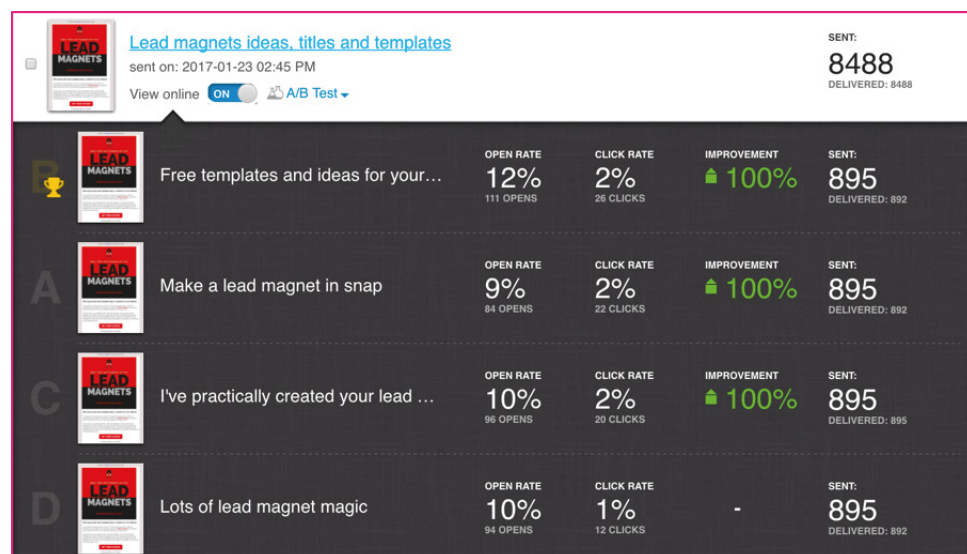 Lead magnets ideas, titles and templates
sent on: 2017-01-23 02:45 PM
View online ON A/B Test
SENT:
8488
DELIVERED: 8488
B
LEAD
MAGNETS
Free templates and ideas for your...
OPEN RATE
12%
111 OPENS
CLICK RATE
2%
26 CLICKS
IMPROVEMENT
100%
SENT:
895
DELIVERED: 892
A
LEAD
MAGNETS
Make a lead magnet in snap
OPEN RATE
9%
84 OPENS
CLICK RATE
2%
22 CLICKS
IMPROVEMENT
100%
SENT:
895
DELIVERED: 892
C
LEAD
MAGNETS
I've practically created your lead ...
OPEN RATE
10%
96 OPENS
CLICK RATE
2%
20 CLICKS
IMPROVEMENT
100%
SENT:
895
DELIVERED: 895
D
LEAD
MAGNETS
Lots of lead magnet magic
OPEN RATE
10%
94 OPENS
CLICK RATE
1%
12 CLICKS
-
SENT:
895
DELIVERED: 892
LEAD
MAGNETS